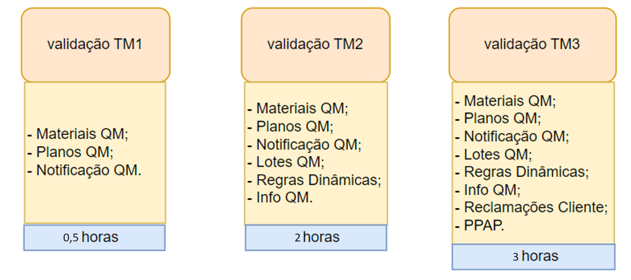 validação TM1
- Materiais QM;
- Planos QM;
- Notificação QM.
0,5 horas
validação TM2
- Materiais QM;
- Planos QM;
- Notificação QM;
- Lotes QM;
- Regras Dinâmicas;
- Info QM.
2 horas
validação TM3
- Materiais QM;
- Planos QM;
- Notificação QM;
- Lotes QM;
- Regras Dinâmicas;
- Info QM;
- Reclamações Cliente;
- PPAP.
3 horas